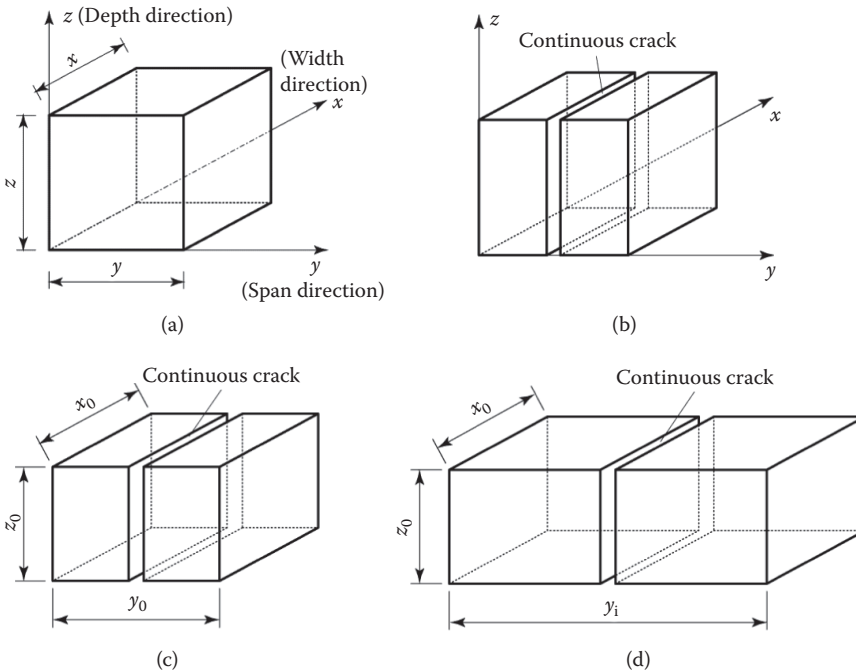 z (Depth direction)
x
(Width
direction)
x
z
y
y
(Span direction)
(a)
z
Continuous crack
x
y
(b)
Continuous crack
x₀
z₀
y₀
(c)
Continuous crack
x₀
z₀
yᵢ
(d)